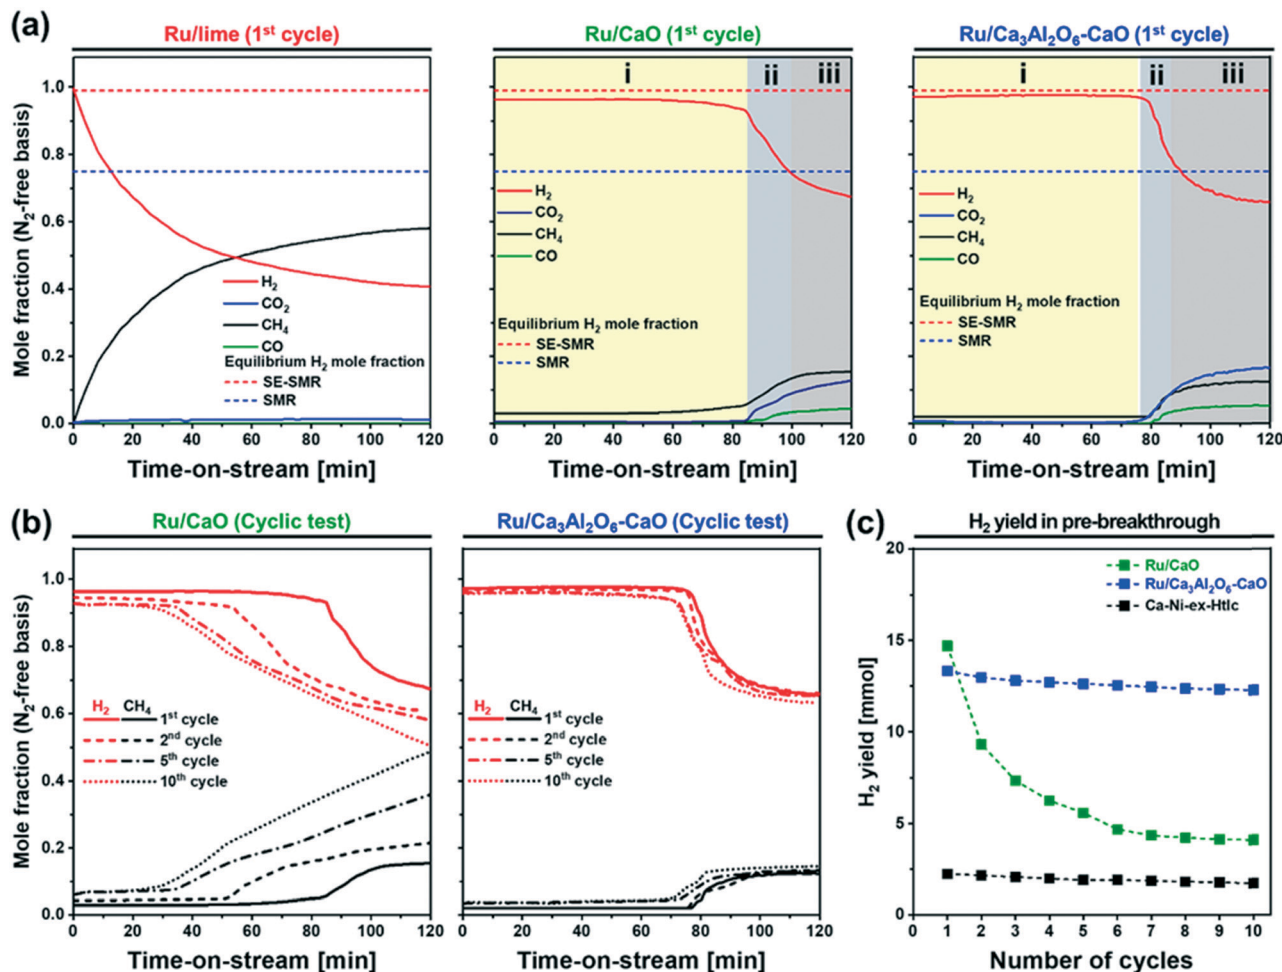 (a)
Ru/lime (1st cycle)
Ru/CaO (1st cycle)
Ru/Ca3Al2O6-CaO (1st cycle)
Mole fraction (N2-free basis)
1.0
0.8
0.6
0.4
0.2
0.0
H2
CO2
CH4
CO
Equilibrium H2 mole fraction
SE-SMR
SMR
0 20 40 60 80 100 120
Time-on-stream [min]
i ii iii
H2
CO2
CH4
CO
Equilibrium H2 mole fraction
SE-SMR
SMR
0 20 40 60 80 100 120
Time-on-stream [min]
i ii iii
H2
CO2
CH4
CO
Equilibrium H2 mole fraction
SE-SMR
SMR
0 20 40 60 80 100 120
Time-on-stream [min]
(b)
Ru/CaO (Cyclic test)
Ru/Ca3Al2O6-CaO (Cyclic test)
Mole fraction (N2-free basis)
1.0
0.8
0.6
0.4
0.2
0.0
H2 CH4
1st cycle
2nd cycle
5th cycle
10th cycle
0 20 40 60 80 100 120
Time-on-stream [min]
H2 CH4
1st cycle
2nd cycle
5th cycle
10th cycle
0 20 40 60 80 100 120
Time-on-stream [min]
(c)
H2 yield in pre-breakthrough
H2 yield [mmol]
20
15
10
5
0
Ru/CaO
Ru/Ca3Al2O6-CaO
Ca-Ni-ex-Htlc
1 2 3 4 5 6 7 8 9 10
Number of cycles